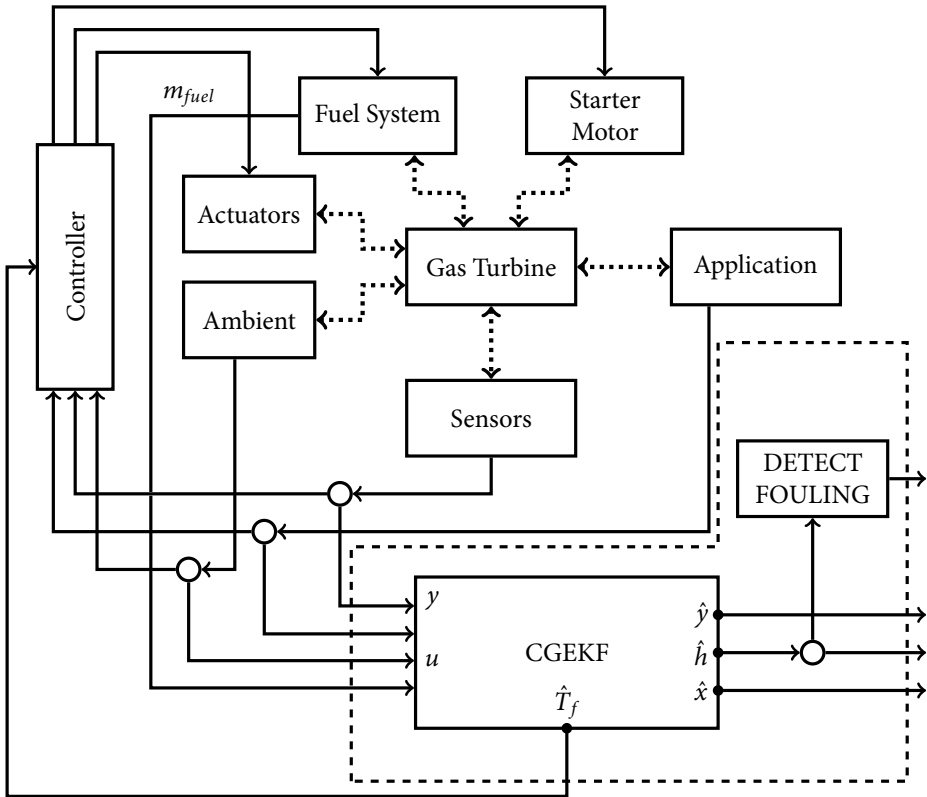 m_fuel
Fuel System
Starter
Motor
Controller
Actuators
Gas Turbine
Application
Ambient
Sensors
DETECT
FOULING
y
u
CGEKF
ŷ
ĥ
x̂
T̂_f